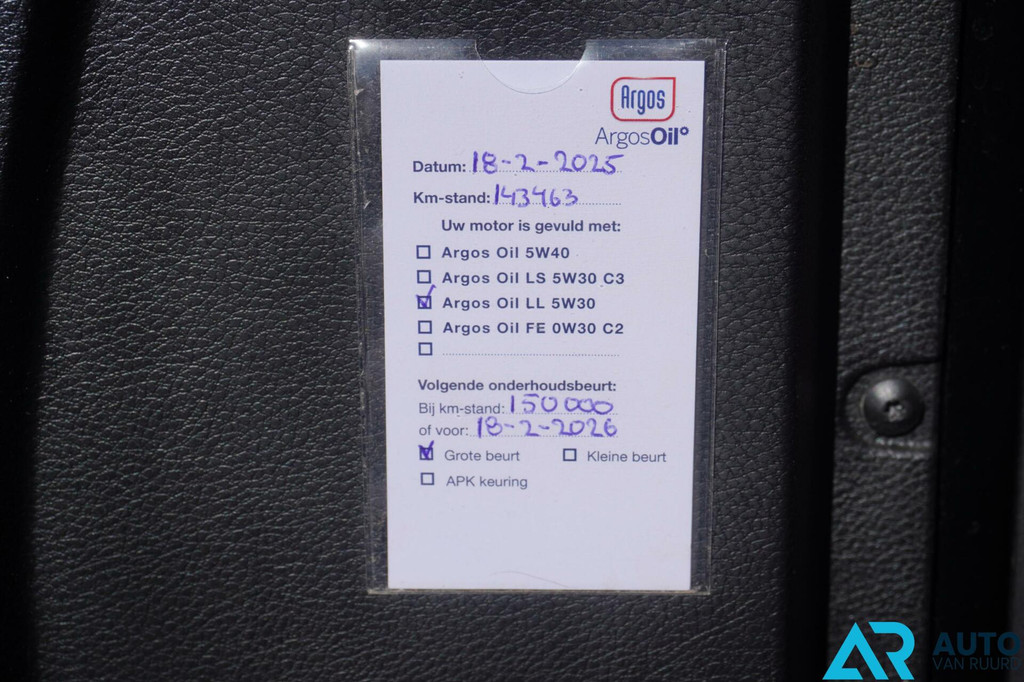 Argos
ArgosOil°
Datum: 18-2-2025
Km-stand: 143463
Uw motor is gevuld met:
☐ Argos Oil 5W40
☐ Argos Oil LS 5W30 C3
☑ Argos Oil LL 5W30
☐ Argos Oil FE 0W30 C2
☐
Volgende onderhoudsbeurt:
Bij km-stand: 150000
of voor: 18-2-2026
☑ Grote beurt ☐ Kleine beurt
☐ APK keuring
AR AUTO
VAN RUURD